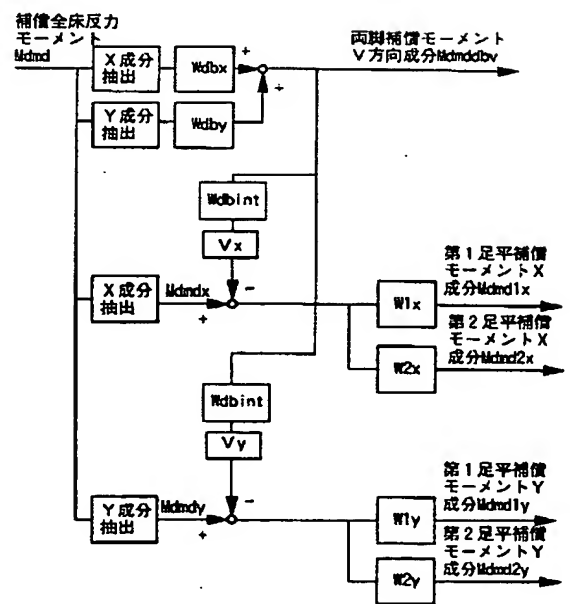 補償全床反力
モーメント
Mdmd
両脚補償モーメント
V方向成分Mdmddbv
X成分
抽出
Wdbx
+
+
Y成分
抽出
Wdby
Wdbint
Vx
-
X成分
抽出
Mdmdx
+
W1x
第1足平補償
モーメントX
成分Mdmd1x
第2足平補償
モーメントX
成分Mdmd2x
W2x
Wdbint
Vy
-
Y成分
抽出
Mdmdy
+
W1y
第1足平補償
モーメントY
成分Mdmd1y
第2足平補償
モーメントY
成分Mdmd2y
W2y